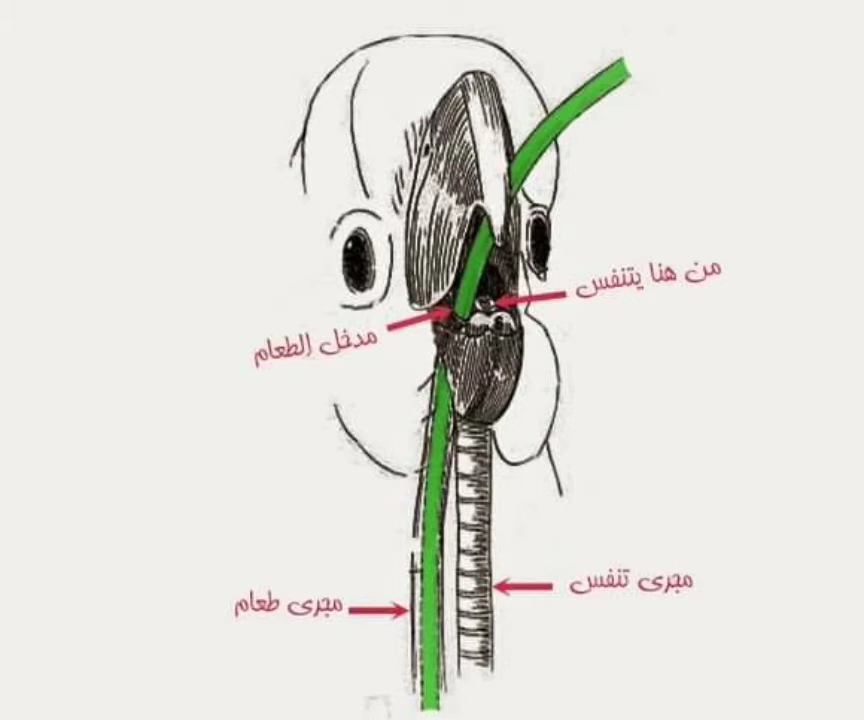 من هنا يتنفس
مدخل الطعام
مجرى تنفس
مجرى طعام